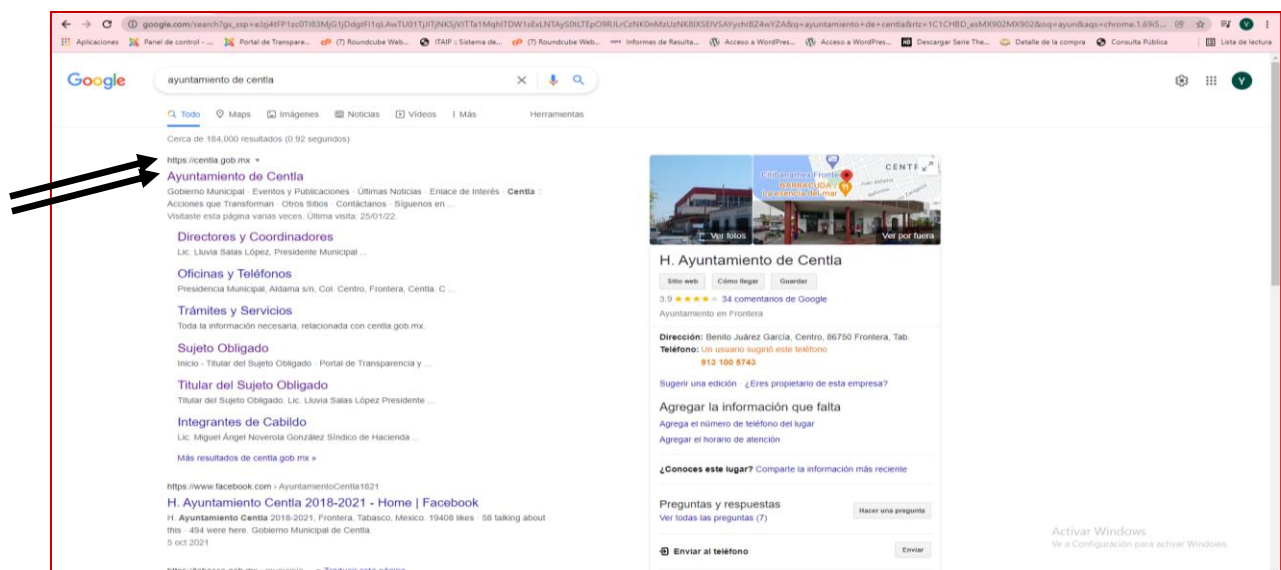 google.com/search?gs_ssp=
Aplicaciones Panel de control - ... Portal de Transpare... (7) Roundcube Web... ITAIP :: Sistema de... (7) Roundcube Web... Informes de Resulta... Acceso a WordPres... Acceso a WordPres... Descargar Serie The... Detalle de la compra Consulta Pública Lista de lectura
Google
ayuntamiento de centla
Y
Todo Maps Imágenes Noticias Vídeos Más Herramientas
Cerca de 184,000 resultados (0.92 segundos)
https://centla.gob.mx
Ayuntamiento de Centla
Gobierno Municipal · Eventos y Publicaciones · Últimas Noticias · Enlace de Interés · Centla ::
Acciones que Transforman · Otros Sitios · Contáctanos · Síguenos en ...
Visitaste esta página varias veces. Última visita: 25/01/22.
Directores y Coordinadores
Lic. Lluvia Salas López, Presidente Municipal ...
Oficinas y Teléfonos
Presidencia Municipal, Aldama s/n, Col. Centro, Frontera, Centla. C ...
Trámites y Servicios
Toda la información necesaria, relacionada con centla.gob.mx.
Sujeto Obligado
Inicio - Titular del Sujeto Obligado · Portal de Transparencia y ...
Titular del Sujeto Obligado
Titular del Sujeto Obligado. Lic. Lluvia Salas López Presidente ...
Integrantes de Cabildo
Lic. Miguel Ángel Noverola González Síndico de Hacienda ...
Más resultados de centla.gob.mx »
https://www.facebook.com › AyuntamientoCentla1821
H. Ayuntamiento Centla 2018-2021 - Home | Facebook
H. Ayuntamiento Centla 2018-2021, Frontera, Tabasco, Mexico. 19408 likes · 58 talking about
this · 494 were here. Gobierno Municipal de Centla.
5 oct 2021
Citibanamex Frontera
BARRACUDA /
La esencia del mar
CENTR
Ver fotos
Ver por fuera
H. Ayuntamiento de Centla
Sitio web Cómo llegar Guardar
3.9 34 comentarios de Google
Ayuntamiento en Frontera
Dirección: Benito Juárez García, Centro, 86750 Frontera, Tab.
Teléfono: Un usuario sugirió este teléfono
913 100 6743
Sugerir una edición · ¿Eres propietario de esta empresa?
Agregar la información que falta
Agrega el número de teléfono del lugar
Agregar el horario de atención
¿Conoces este lugar? Comparte la información más reciente
Preguntas y respuestas
Ver todas las preguntas (7)
Hacer una pregunta
Enviar al teléfono
Enviar
Activar Windows
Ve a Configuración para activar Windows.